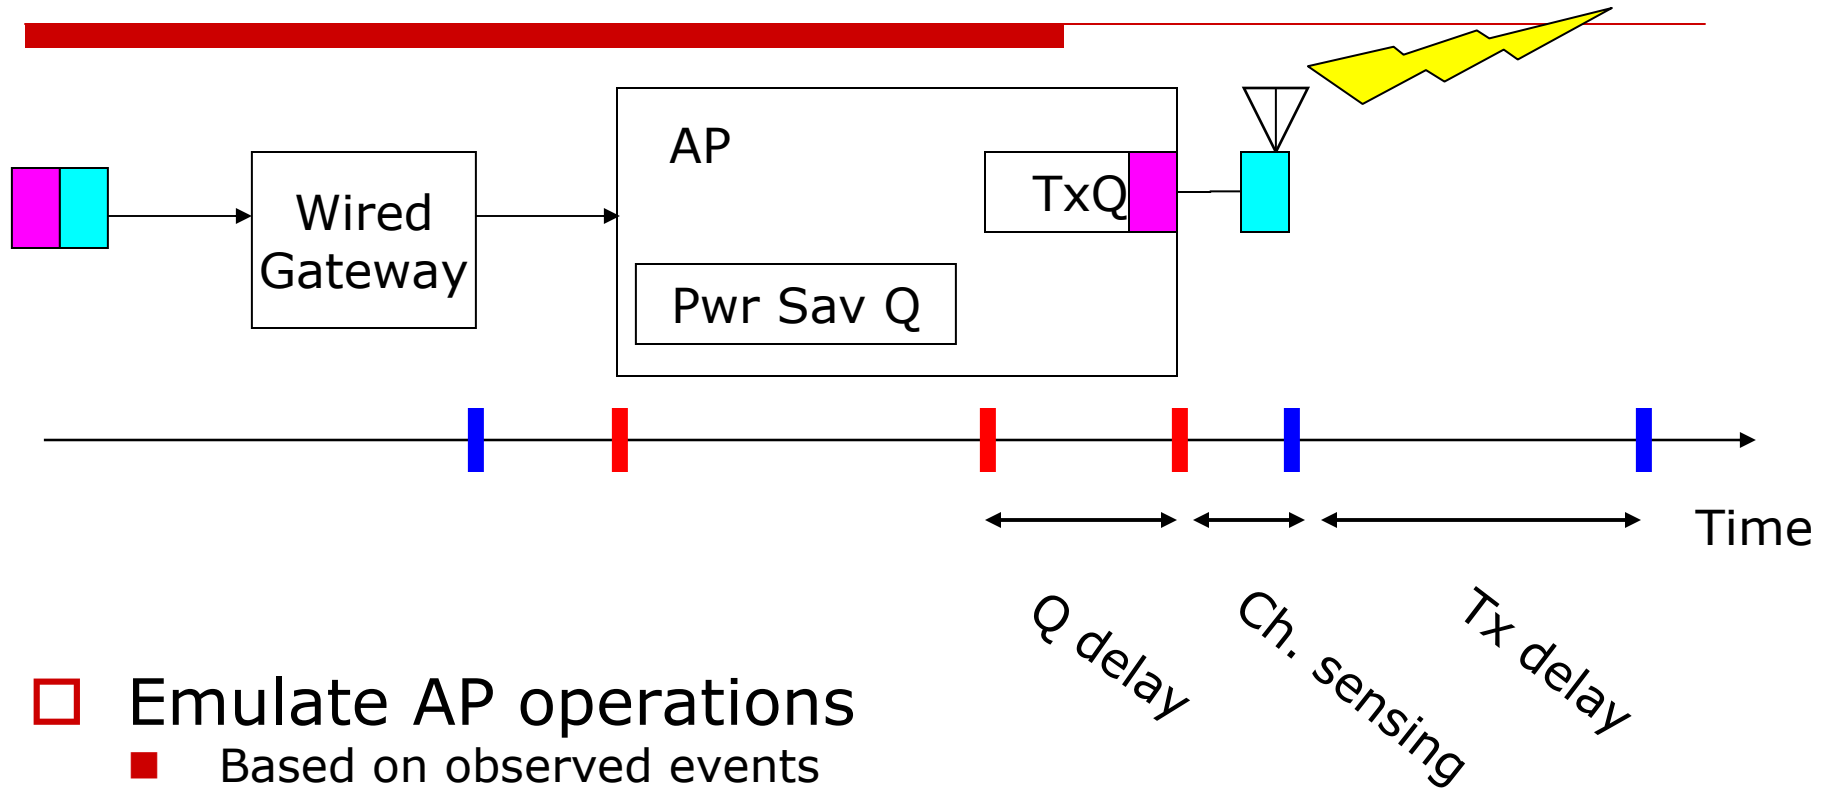 AP
TxQ
Wired
Gateway
Pwr Sav Q
Time
Q delay
Ch. sensing
Tx delay
Emulate AP operations
Based on observed events